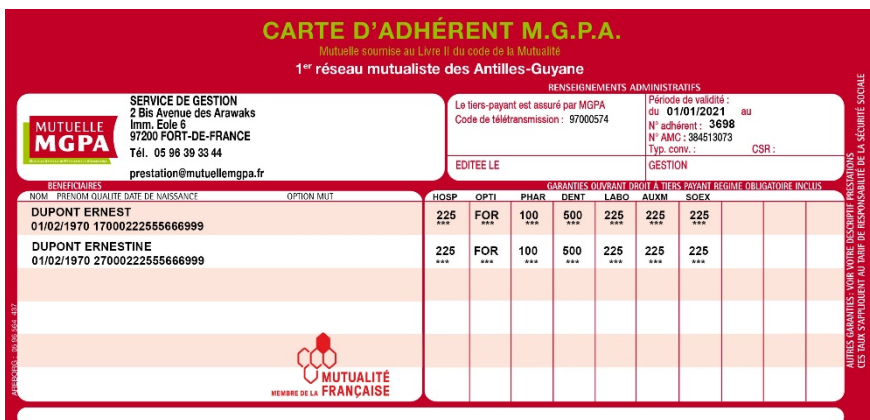 CARTE D'ADHÉRENT M.G.P.A.
Mutuelle soumise au Livre II du code de la Mutualité
1er réseau mutualiste des Antilles-Guyane
MUTUELLE
MGPA
SERVICE DE GESTION
2 Bis Avenue des Arawaks
Imm. Eole 6
97200 FORT-DE-FRANCE
Tél. 05 96 39 33 44
prestation@mutuellemgpa.fr
RENSEIGNEMENTS ADMINISTRATIFS
Le tiers-payant est assuré par MGPA
Code de télétransmission : 97000574
Période de validité :
du 01/01/2021 au
N° adhérent : 3698
N° AMC : 384513073
Typ. conv. : CSR :
EDITEE LE GESTION
BENEFICIAIRES GARANTIES OUVRANT DROIT À TIERS PAYANT REGIME OBLIGATOIRE INCLUS
NOM PRENOM QUALITE DATE DE NAISSANCE OPTION MUT HOSP OPTI PHAR DENT LABO AUXM SOEX
DUPONT ERNEST 225 FOR 100 500 225 225 225
01/02/1970 17000222555666999 *** *** *** *** *** *** ***
DUPONT ERNESTINE 225 FOR 100 500 225 225 225
01/02/1970 27000222555666999 *** *** *** *** *** *** ***
MUTUALITÉ
MEMBRE DE LA FRANÇAISE
AUTRES GARANTIES : VOIR VOTRE DESCRIPTIF PRESTATIONS
CES TAUX S'APPLIQUENT AU TARIF DE RESPONSABILITÉ DE LA SÉCURITÉ SOCIALE